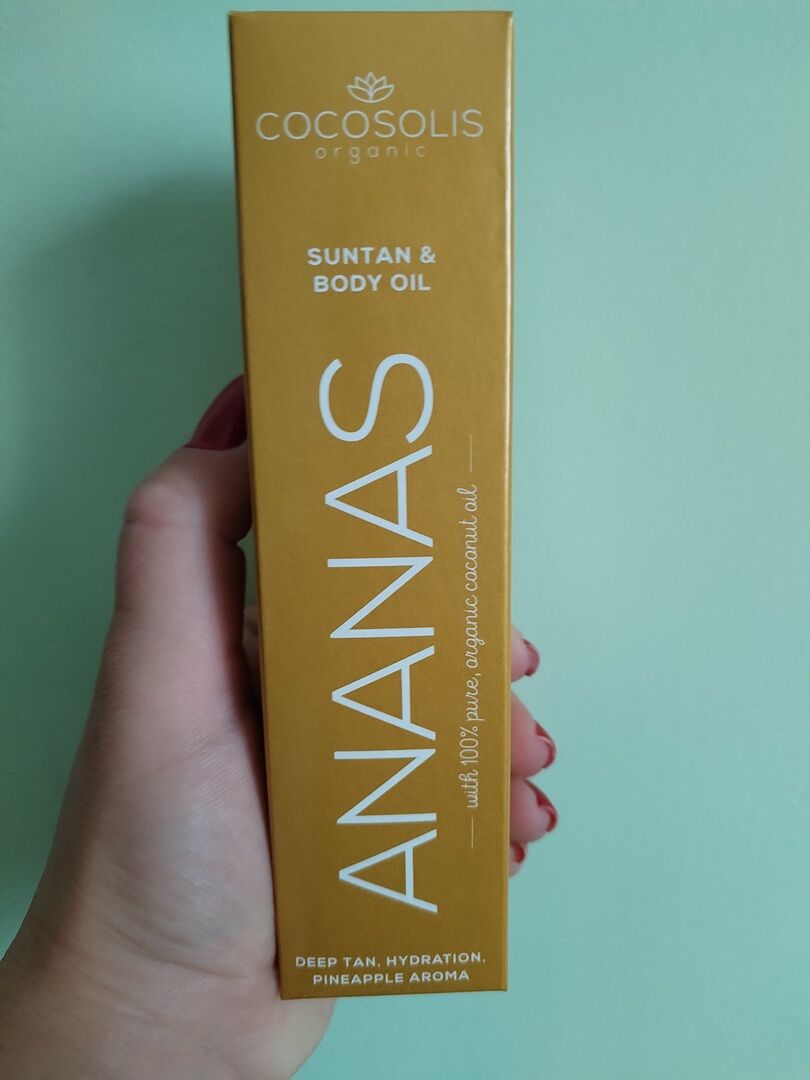 COCOSOLIS
organic
SUNTAN &
BODY OIL
ANANAS
with 100% pure, organic coconut oil
DEEP TAN, HYDRATION,
PINEAPPLE AROMA